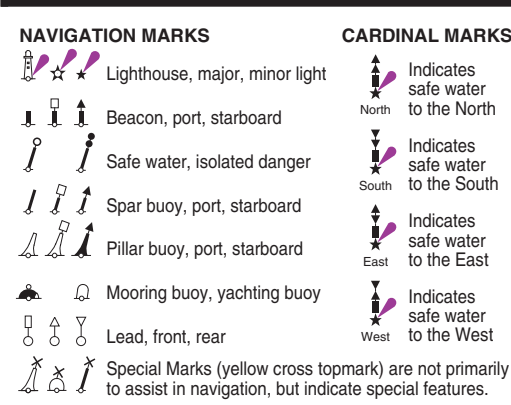 NAVIGATION MARKS
Lighthouse, major, minor light
Beacon, port, starboard
Safe water, isolated danger
Spar buoy, port, starboard
Pillar buoy, port, starboard
Mooring buoy, yachting buoy
Lead, front, rear
Special Marks (yellow cross topmark) are not primarily
to assist in navigation, but indicate special features.
CARDINAL MARKS
North
Indicates
safe water
to the North
South
Indicates
safe water
to the South
East
Indicates
safe water
to the East
West
Indicates
safe water
to the West